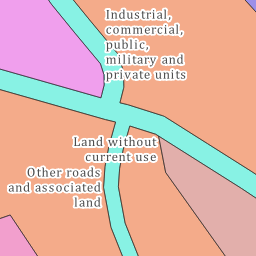 Industrial,
commercial,
public,
military and
private units
Land without
current use
Other roads
and associated
land